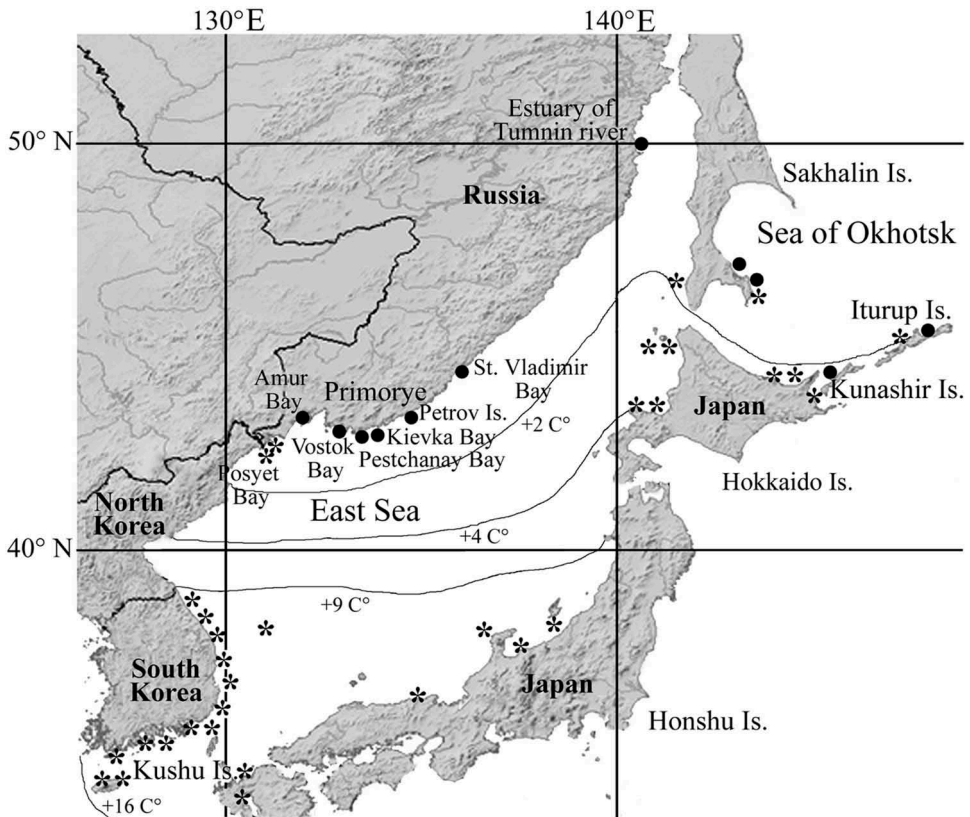 130°E
140°E
Estuary of
Tumnin river
50° N
Russia
Sakhalin Is.
Sea of Okhotsk
Iturup Is.
St. Vladimir
Bay
Amur
Bay
Primorye
Kunashir Is.
Petrov Is.
Japan
+2 C°
Vostok
Bay
Kievka Bay
Pestchanay Bay
Posyet
Bay
Hokkaido Is.
North
Korea
East Sea
+4 C°
40° N
+9 C°
South
Korea
Japan
Honshu Is.
Kushu Is.
+16 C°